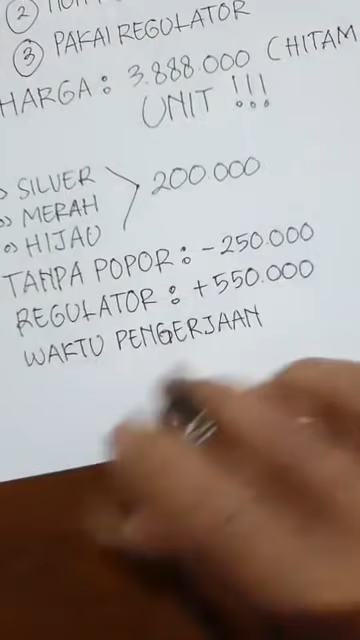 ②
③ PAKAI REGULATOR
HARGA : 3.888.000 (HITAM
UNIT !!!
SILVER
MERAH
HIJAU
200.000
TANPA POPOR : -250.000
REGULATOR : +550.000
WAKTU PENGERJAAN